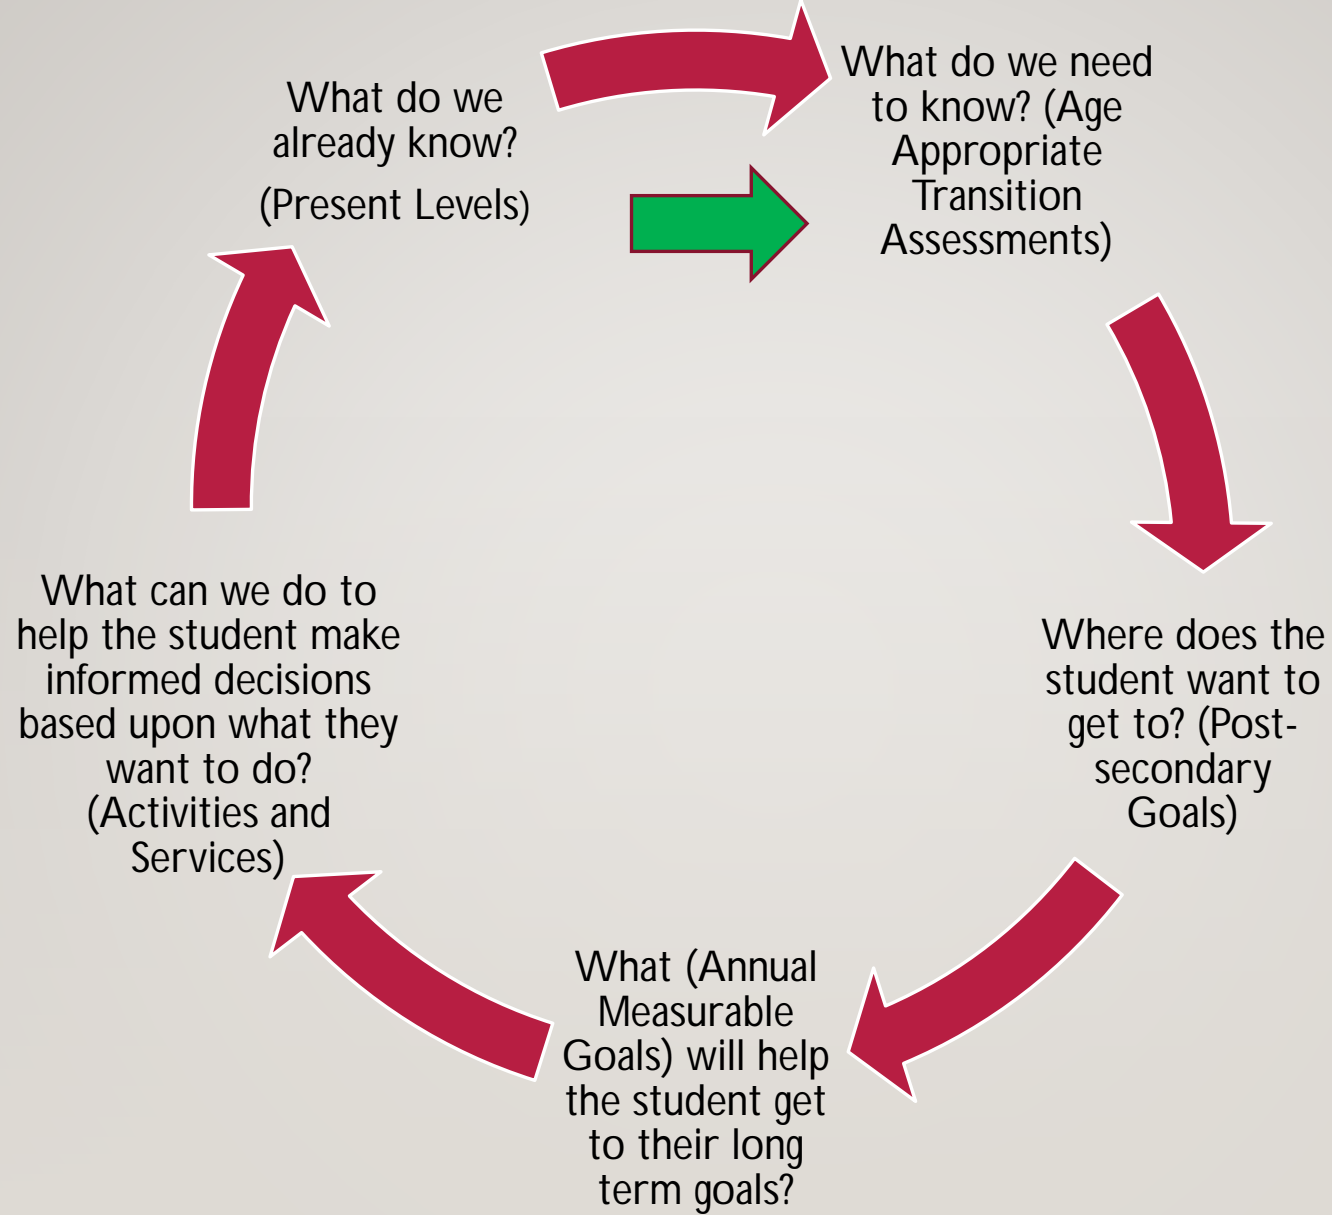 What do we
already know?
(Present Levels)
What do we need
to know? (Age
Appropriate
Transition
Assessments)
Where does the
student want to
get to? (Post-
secondary
Goals)
What (Annual
Measurable
Goals) will help
the student get
to their long
term goals?
What can we do to
help the student make
informed decisions
based upon what they
want to do?
(Activities and
Services)